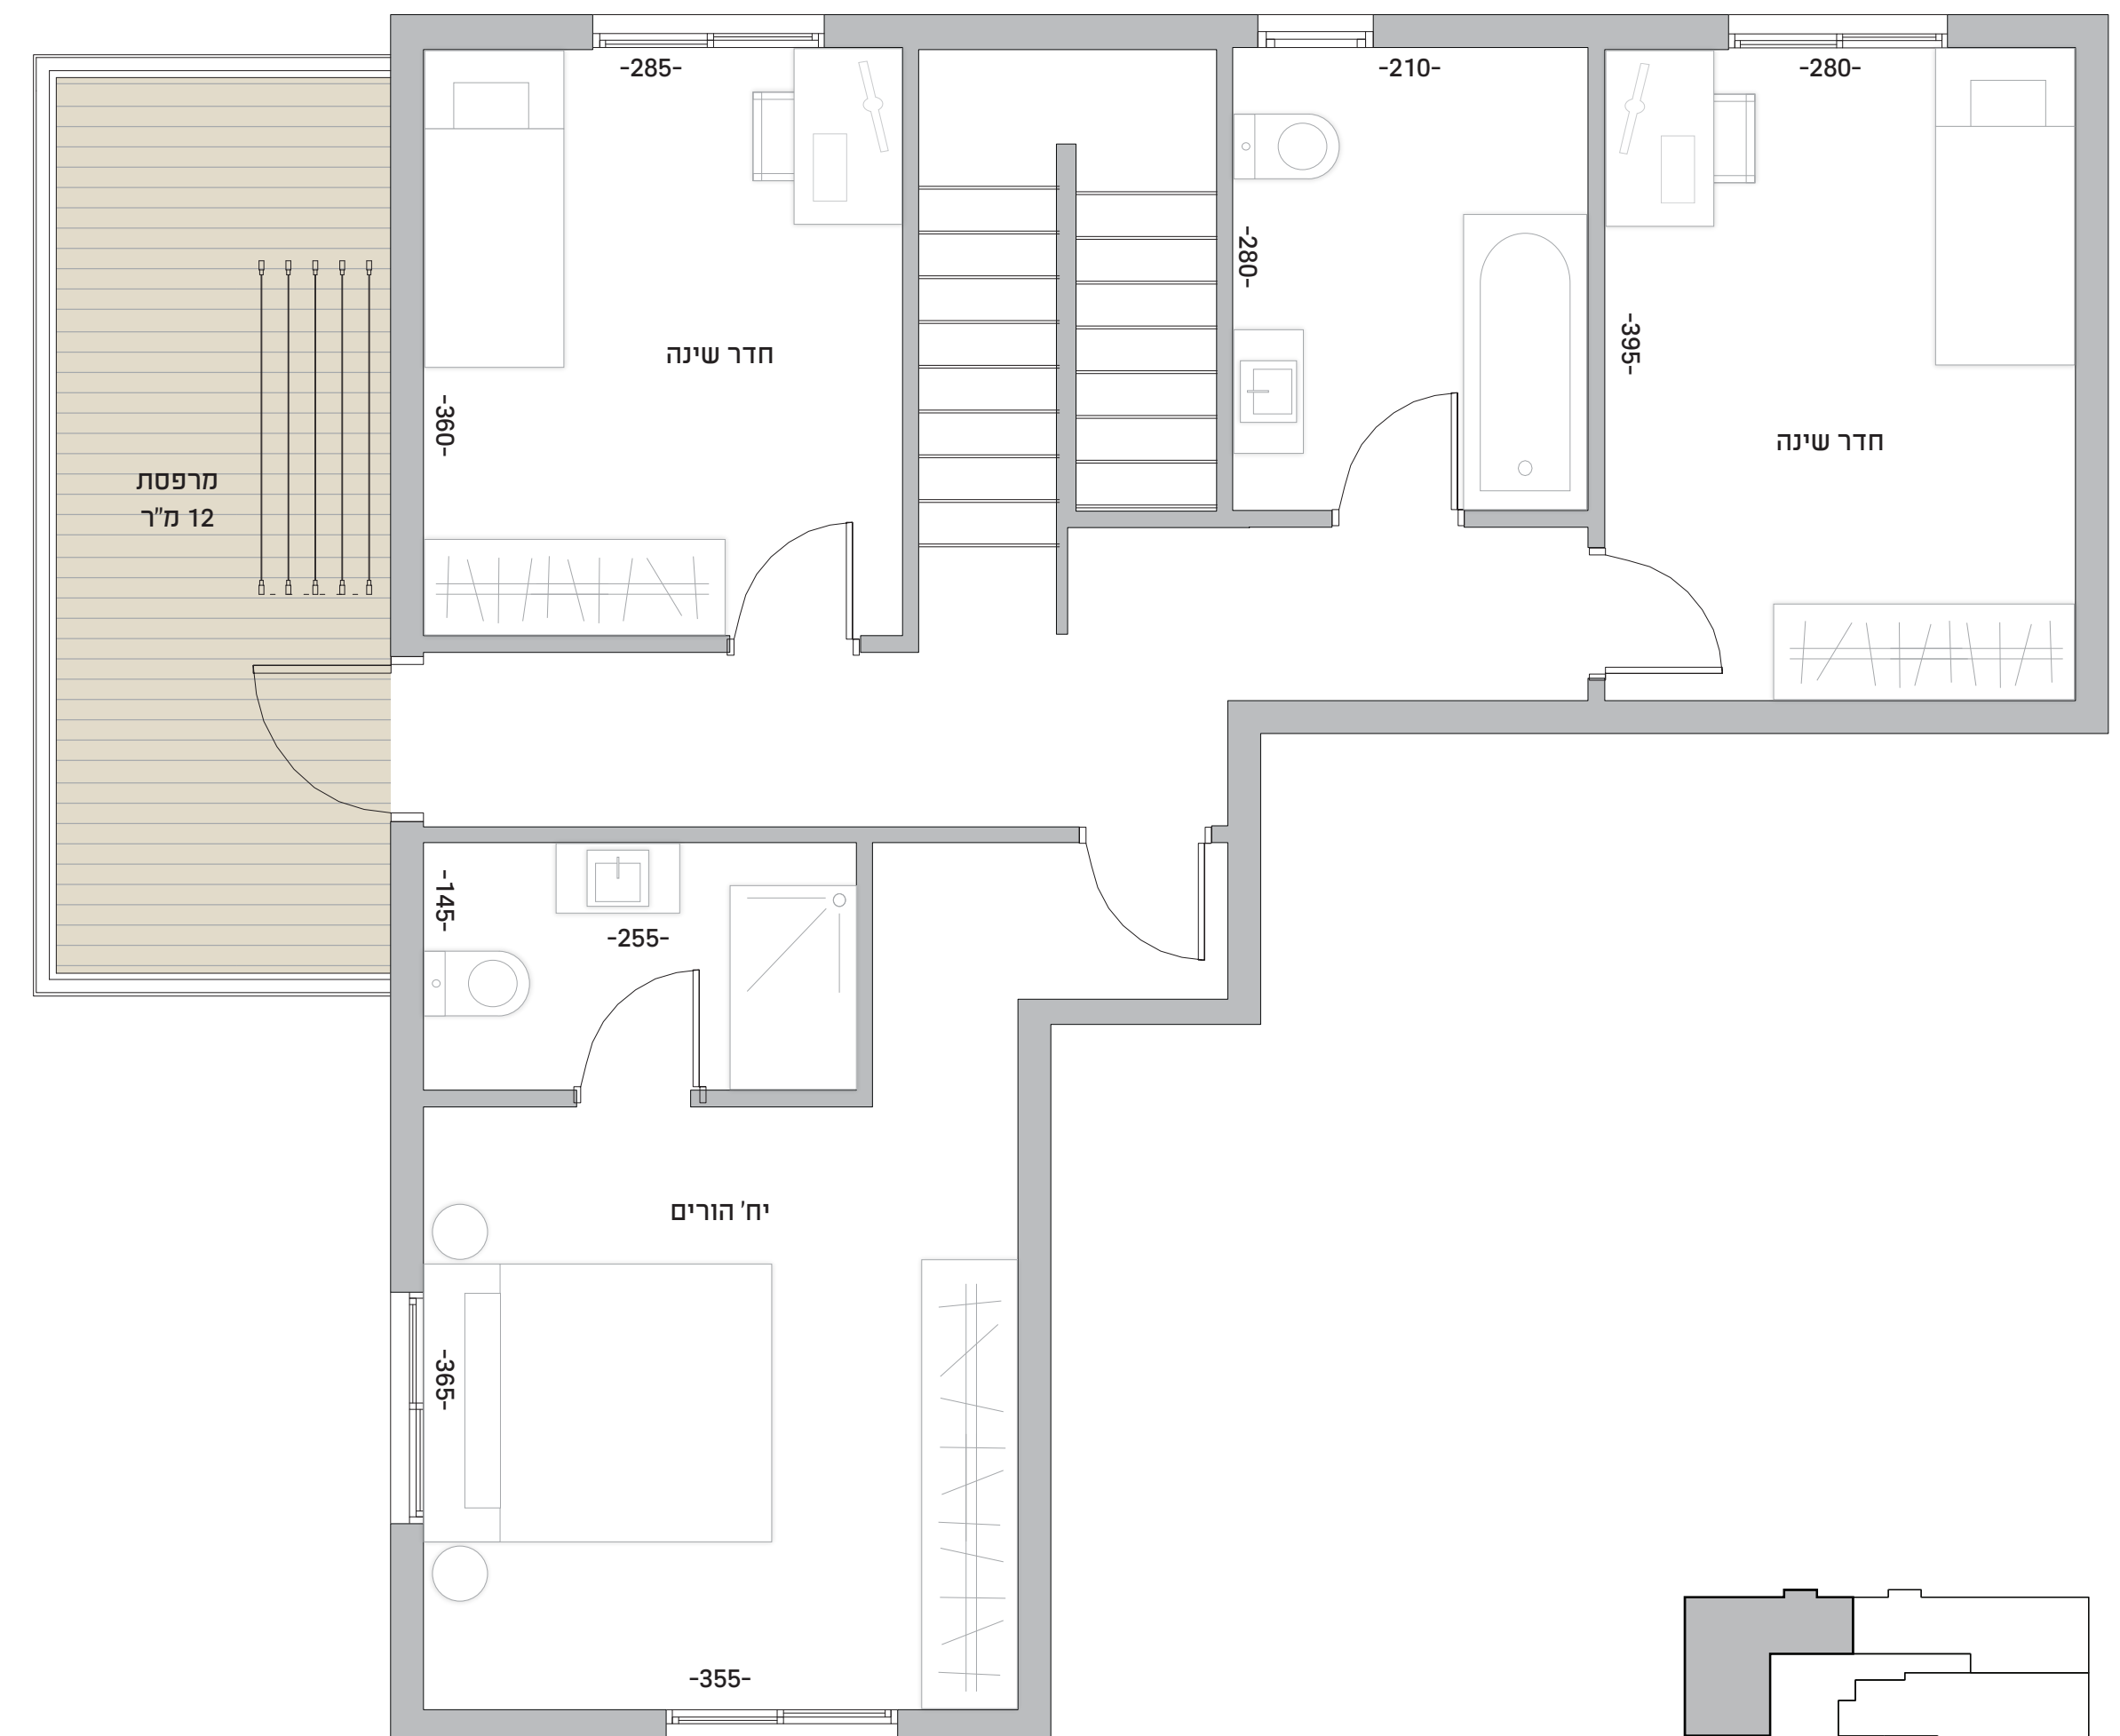 -285-
-210-
-280-
-280-
-395-
חדר שינה
-360-
חדר שינה
מרפסת
12 מ"ר
-145-
-255-
יח' הורים
-365-
-355-